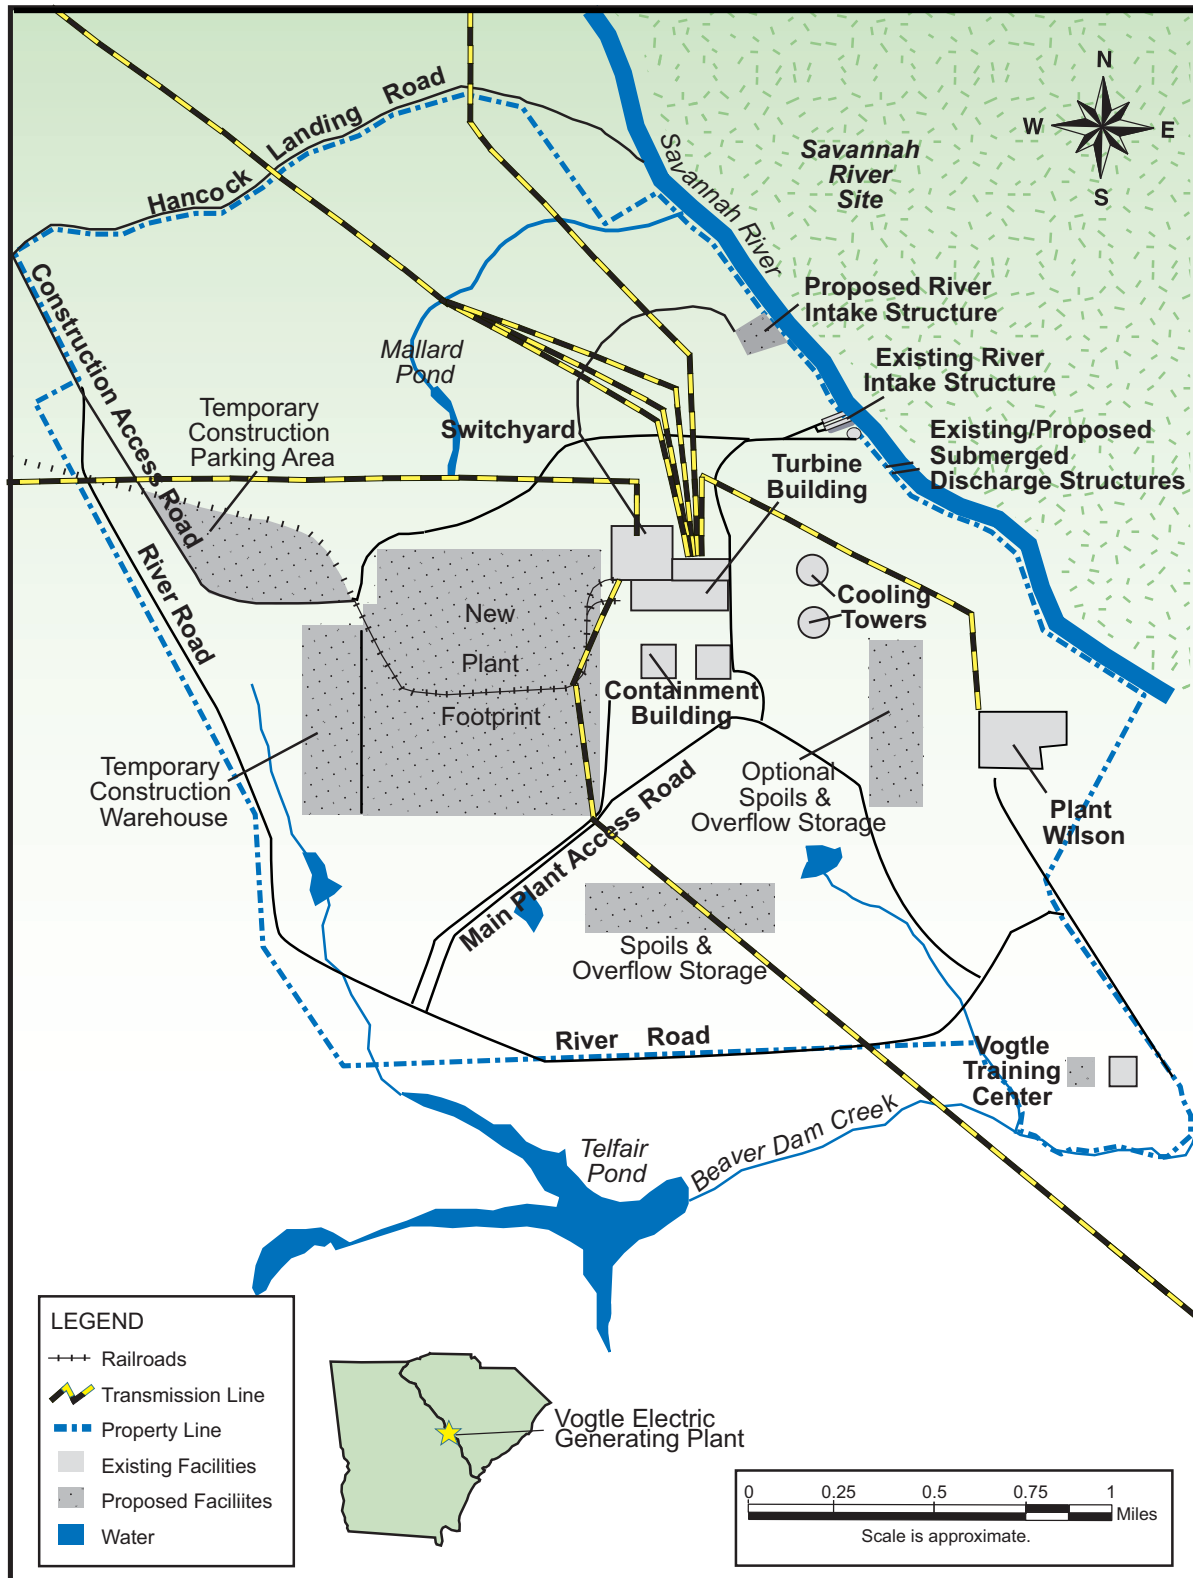 N
W
E
S
Hancock Landing Road
Savannah River
Savannah
River
Site
Construction Access Road
Proposed River
Intake Structure
Mallard
Pond
Existing River
Intake Structure
Temporary
Construction
Parking Area
Switchyard
Existing/Proposed
Submerged
Discharge Structures
Turbine
Building
River Road
Cooling
Towers
New
Plant
Footprint
Containment
Building
Temporary
Construction
Warehouse
Optional
Spoils &
Overflow Storage
Plant
Wilson
Main Plant Access Road
Spoils &
Overflow Storage
River Road
Vogtle
Training
Center
Telfair
Pond
Beaver Dam Creek
LEGEND
Railroads
Transmission Line
Property Line
Existing Facilities
Proposed Faciliites
Water
Vogtle Electric
Generating Plant
0 0.25 0.5 0.75 1
Miles
Scale is approximate.